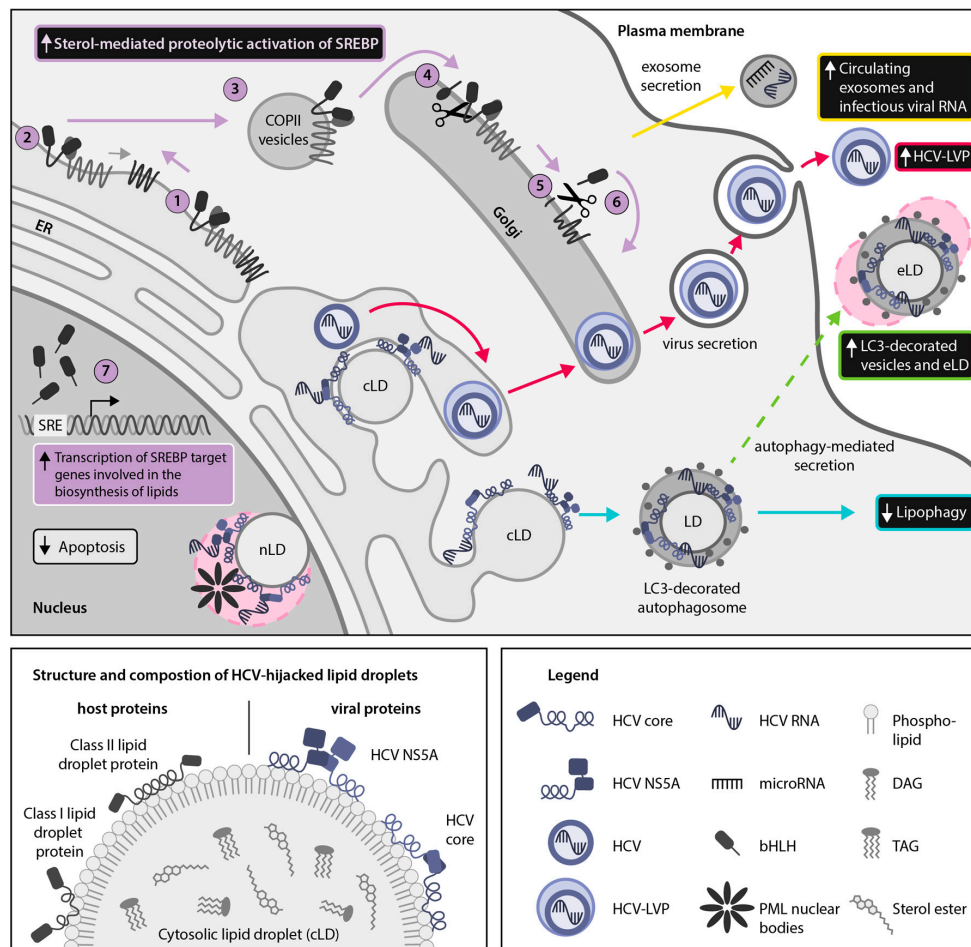 ↑ Sterol-mediated proteolytic activation of SREBP
Plasma membrane
exosome
secretion
↑ Circulating
exosomes and
infectious viral RNA
↑ HCV-LVP
1
2
3
4
5
6
COPII
vesicles
ER
Golgi
eLD
↑ LC3-decorated
vesicles and eLD
virus secretion
cLD
7
SRE
↑ Transcription of SREBP target
genes involved in the
biosynthesis of lipids
autophagy-mediated
secretion
↓ Lipophagy
cLD
LD
LC3-decorated
autophagosome
↓ Apoptosis
nLD
Nucleus
Structure and compostion of HCV-hijacked lipid droplets
host proteins
viral proteins
Class II lipid
droplet protein
HCV NS5A
Class I lipid
droplet
protein
HCV
core
Cytosolic lipid droplet (cLD)
Legend
HCV core
HCV RNA
Phospho-
lipid
HCV NS5A
microRNA
DAG
HCV
bHLH
TAG
HCV-LVP
PML nuclear
bodies
Sterol ester